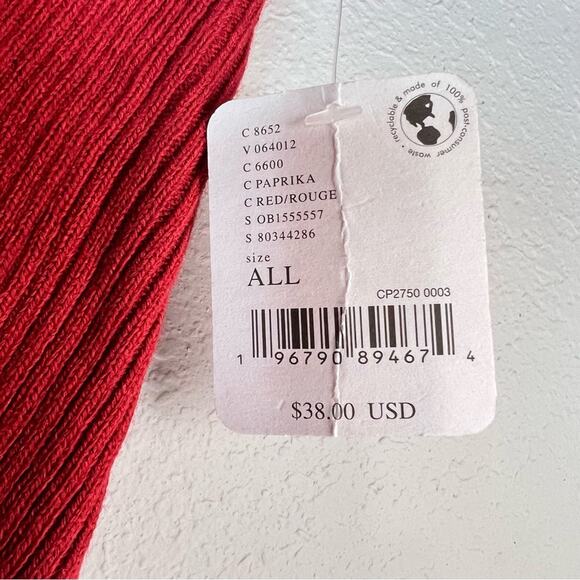 recyclable & made of 100% post-consumer waste •
C 8652
V 064012
C 6600
C PAPRIKA
C RED/ROUGE
S OB1555557
S 80344286
size
ALL
CP2750 0003
1 96790 89467 4
$38.00 USD